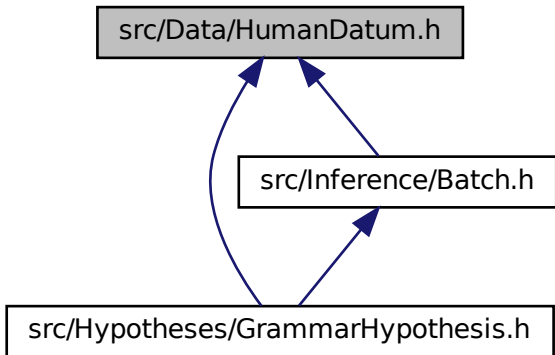 src/Data/HumanDatum.h
src/Inference/Batch.h
src/Hypotheses/GrammarHypothesis.h